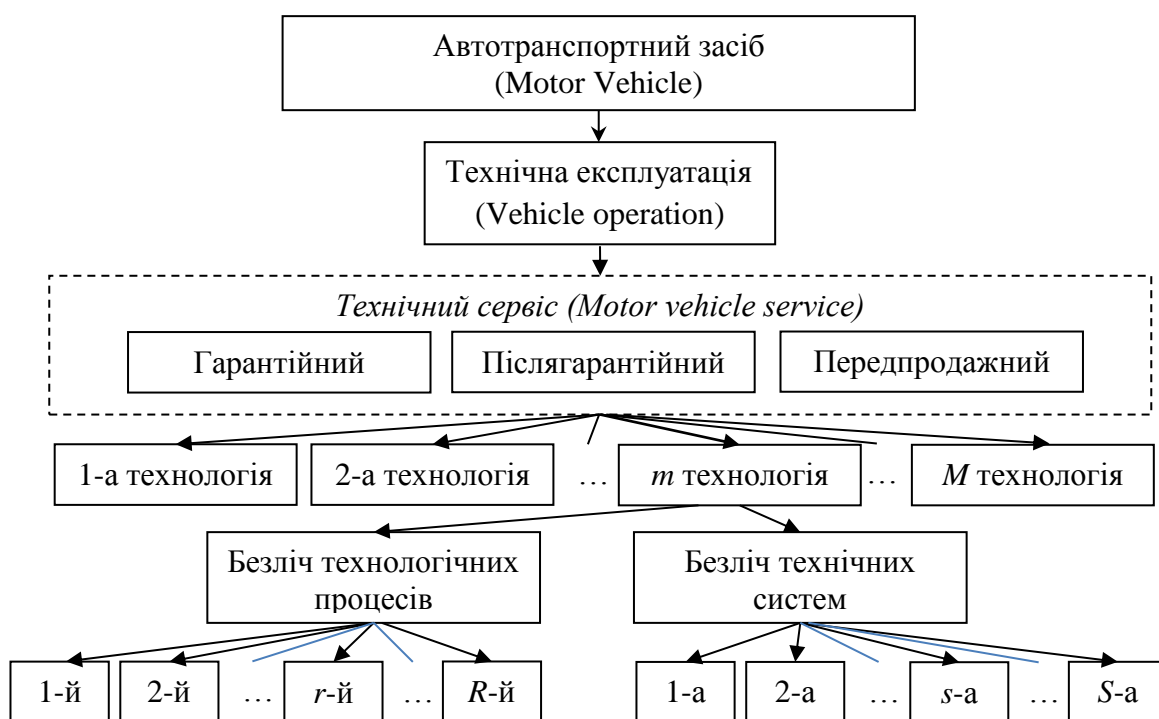 Автотранспортний засіб
(Motor Vehicle)
Технічна експлуатація
(Vehicle operation)
Технічний сервіс (Motor vehicle service)
Гарантійний Післягарантійний Передпродажний
1-а технологія 2-а технологія … m технологія … M технологія
Безліч технологічних
процесів
Безліч технічних
систем
1-й 2-й … r-й … R-й 1-а 2-а … s-а … S-а